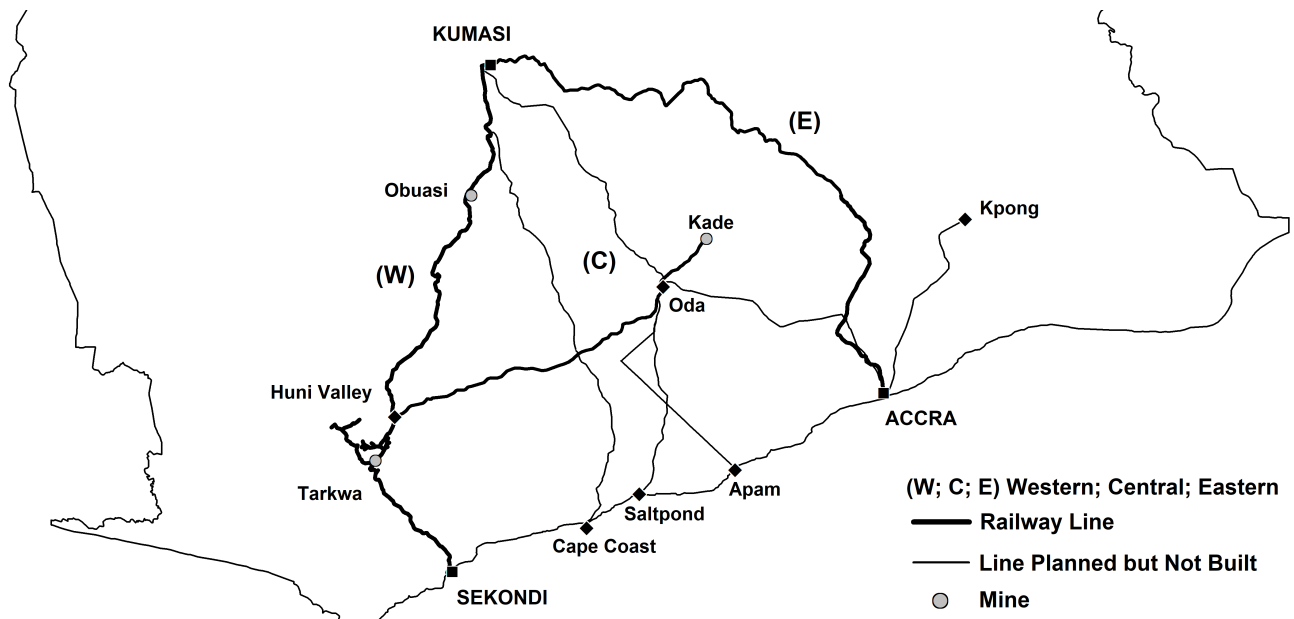 KUMASI
(E)
Obuasi
Kpong
Kade
(W)
(C)
Oda
Huni Valley
ACCRA
Tarkwa
Apam
(W; C; E) Western; Central; Eastern
Saltpond
Railway Line
Cape Coast
Line Planned but Not Built
SEKONDI
Mine